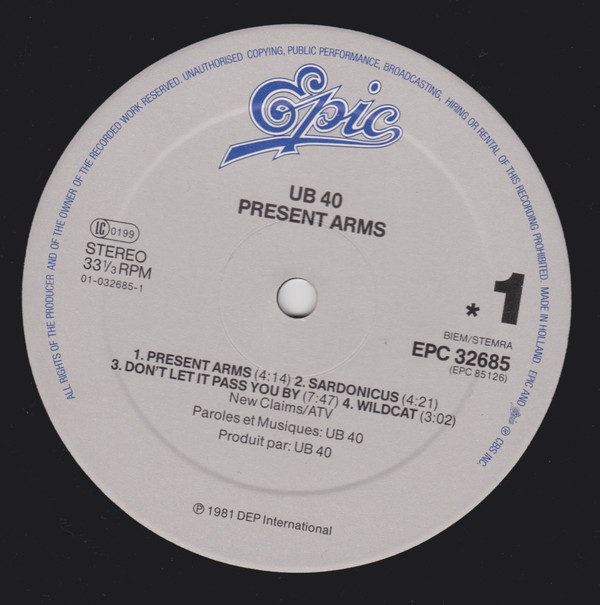 ALL RIGHTS OF THE PRODUCER AND OF THE OWNER OF THE RECORDED WORK RESERVED. UNAUTHORISED COPYING, PUBLIC PERFORMANCE, BROADCASTING, HIRING OR RENTAL OF THIS RECORDING PROHIBITED. MADE IN HOLLAND. EPIC AND ℗ CBS INC.
Epic
UB 40
PRESENT ARMS
LC 0199
STEREO
33 1/3 RPM
01-032685-1
* 1
BIEM/STEMRA
EPC 32685
(EPC 85126)
1. PRESENT ARMS (4:14) 2. SARDONICUS (4:21)
3. DON'T LET IT PASS YOU BY (7:47) 4. WILDCAT (3:02)
New Claims/ATV
Paroles et Musiques: UB 40
Produit par: UB 40
℗ 1981 DEP International